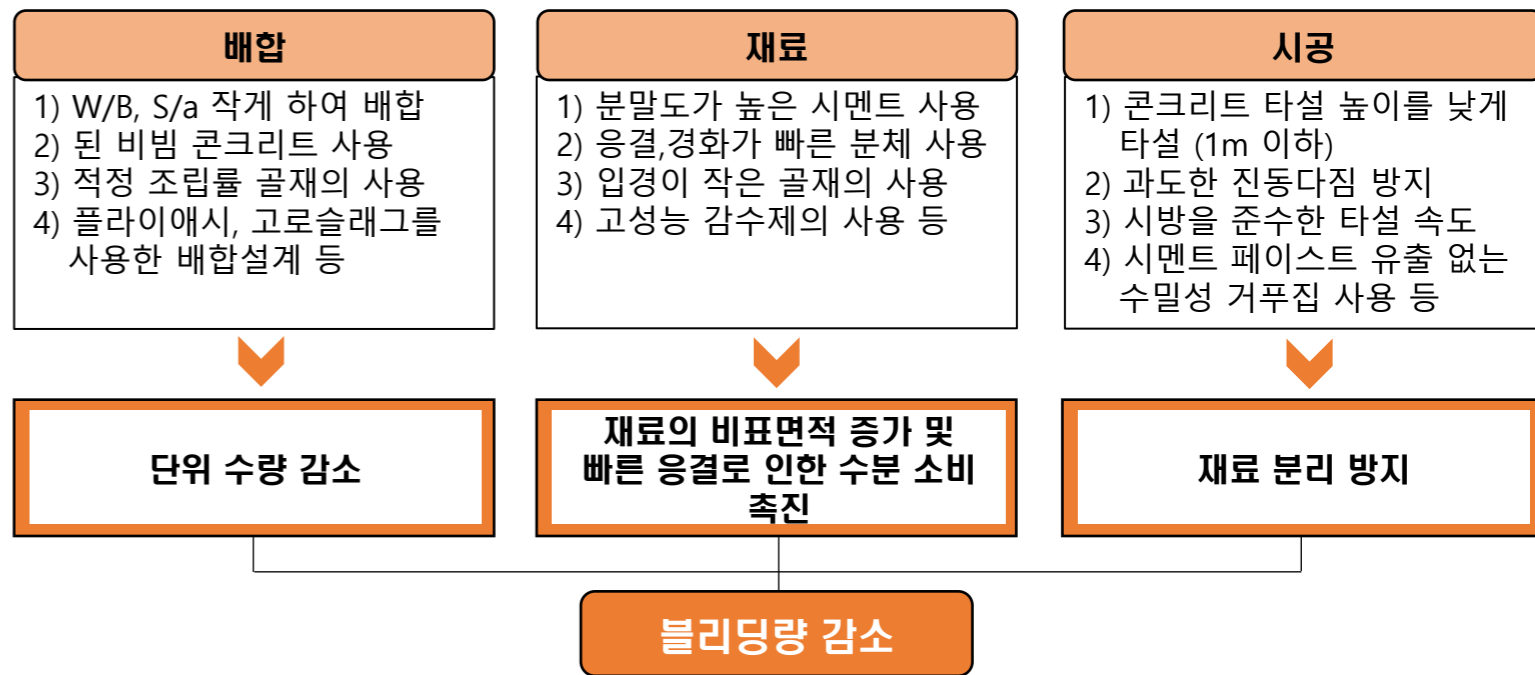 배합
1) W/B, S/a 작게 하여 배합
2) 된 비빔 콘크리트 사용
3) 적정 조립률 골재의 사용
4) 플라이애시, 고로슬래그를
사용한 배합설계 등
단위 수량 감소
재료
1) 분말도가 높은 시멘트 사용
2) 응결,경화가 빠른 분체 사용
3) 입경이 작은 골재의 사용
4) 고성능 감수제의 사용 등
재료의 비표면적 증가 및
빠른 응결로 인한 수분 소비
촉진
시공
1) 콘크리트 타설 높이를 낮게
타설 (1m 이하)
2) 과도한 진동다짐 방지
3) 시방을 준수한 타설 속도
4) 시멘트 페이스트 유출 없는
수밀성 거푸집 사용 등
재료 분리 방지
블리딩량 감소